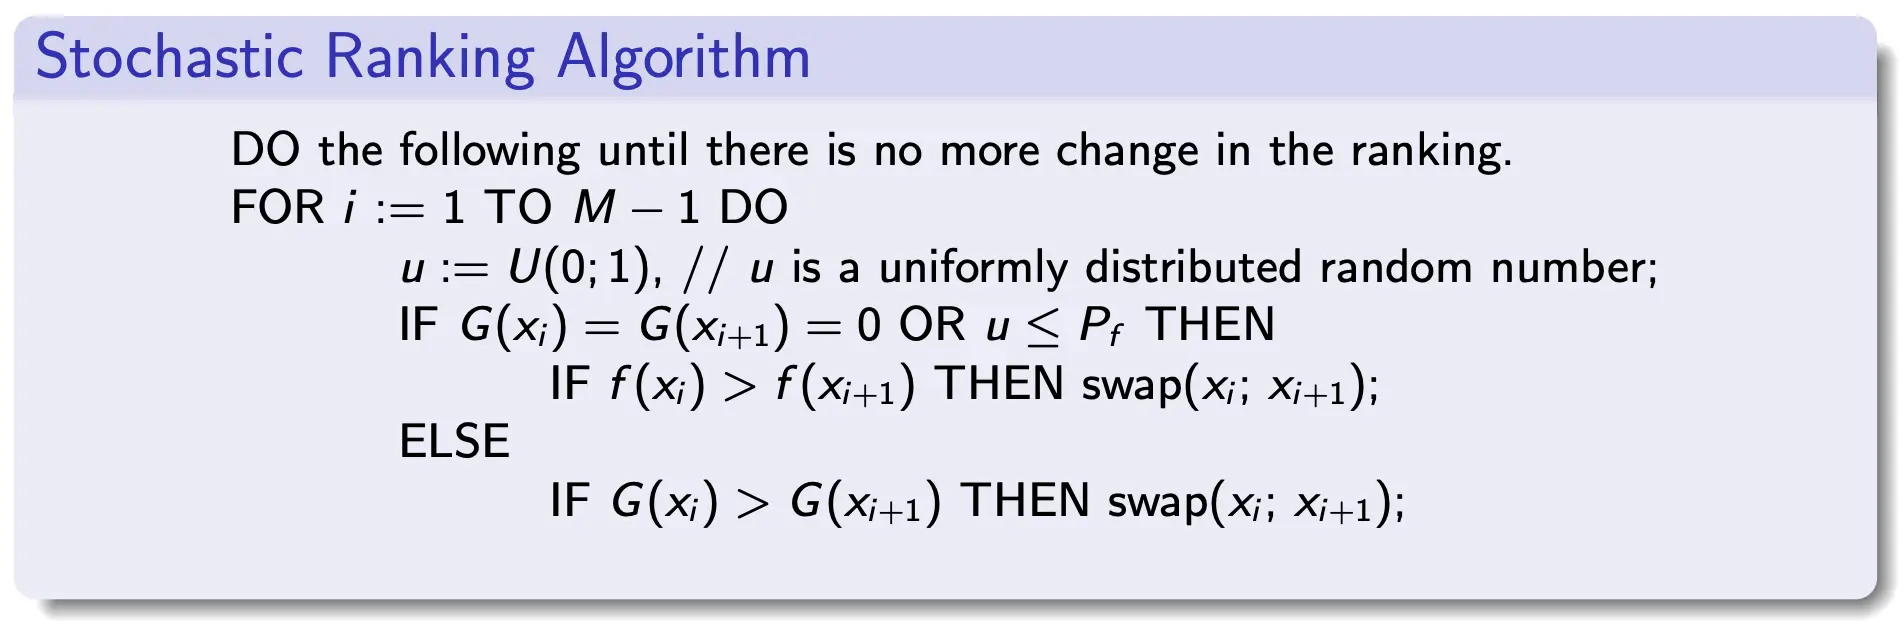 Stochastic Ranking Algorithm
DO the following until there is no more change in the ranking.
FOR i := 1 TO M − 1 DO
u := U(0; 1), // u is a uniformly distributed random number;
IF G(x_i) = G(x_{i+1}) = 0 OR u ≤ P_f THEN
IF f(x_i) > f(x_{i+1}) THEN swap(x_i; x_{i+1});
ELSE
IF G(x_i) > G(x_{i+1}) THEN swap(x_i; x_{i+1});